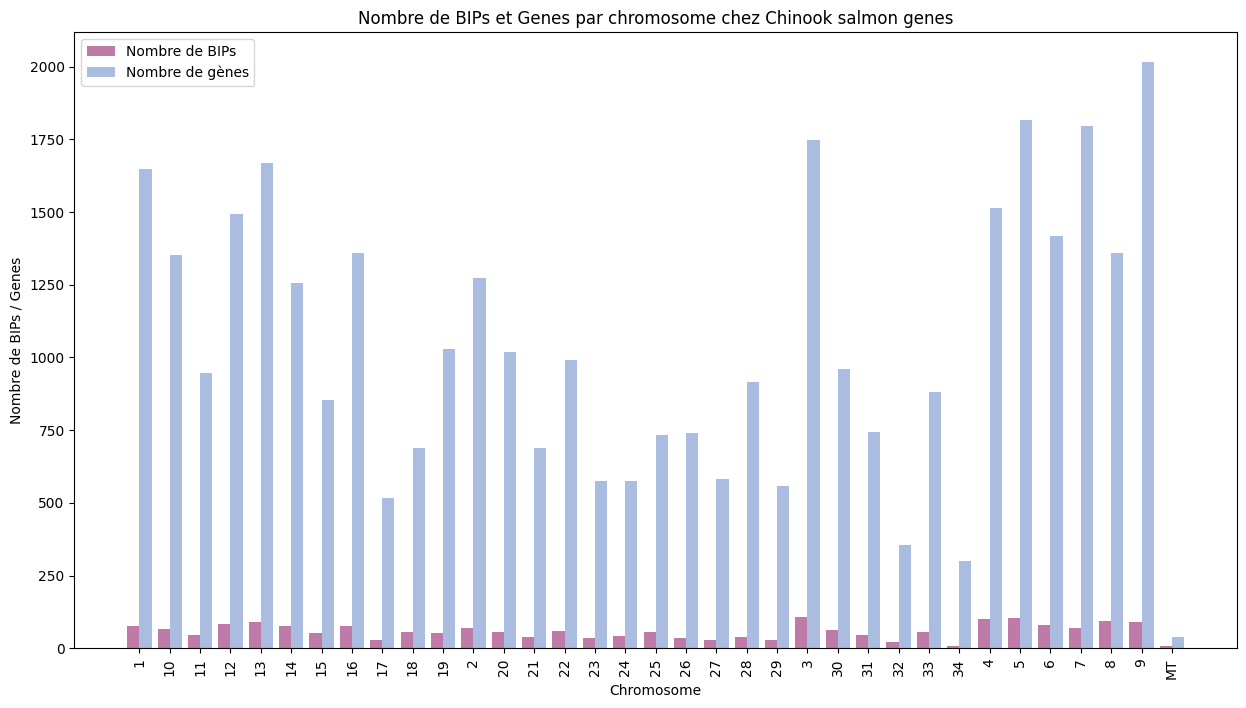 Nombre de BIPs et Genes par chromosome chez Chinook salmon genes
Nombre de BIPs
Nombre de gènes
Nombre de BIPs / Genes
2000
1750
1500
1250
1000
750
500
250
0
1 10 11 12 13 14 15 16 17 18 19 2 20 21 22 23 24 25 26 27 28 29 3 30 31 32 33 34 4 5 6 7 8 9 MT
Chromosome